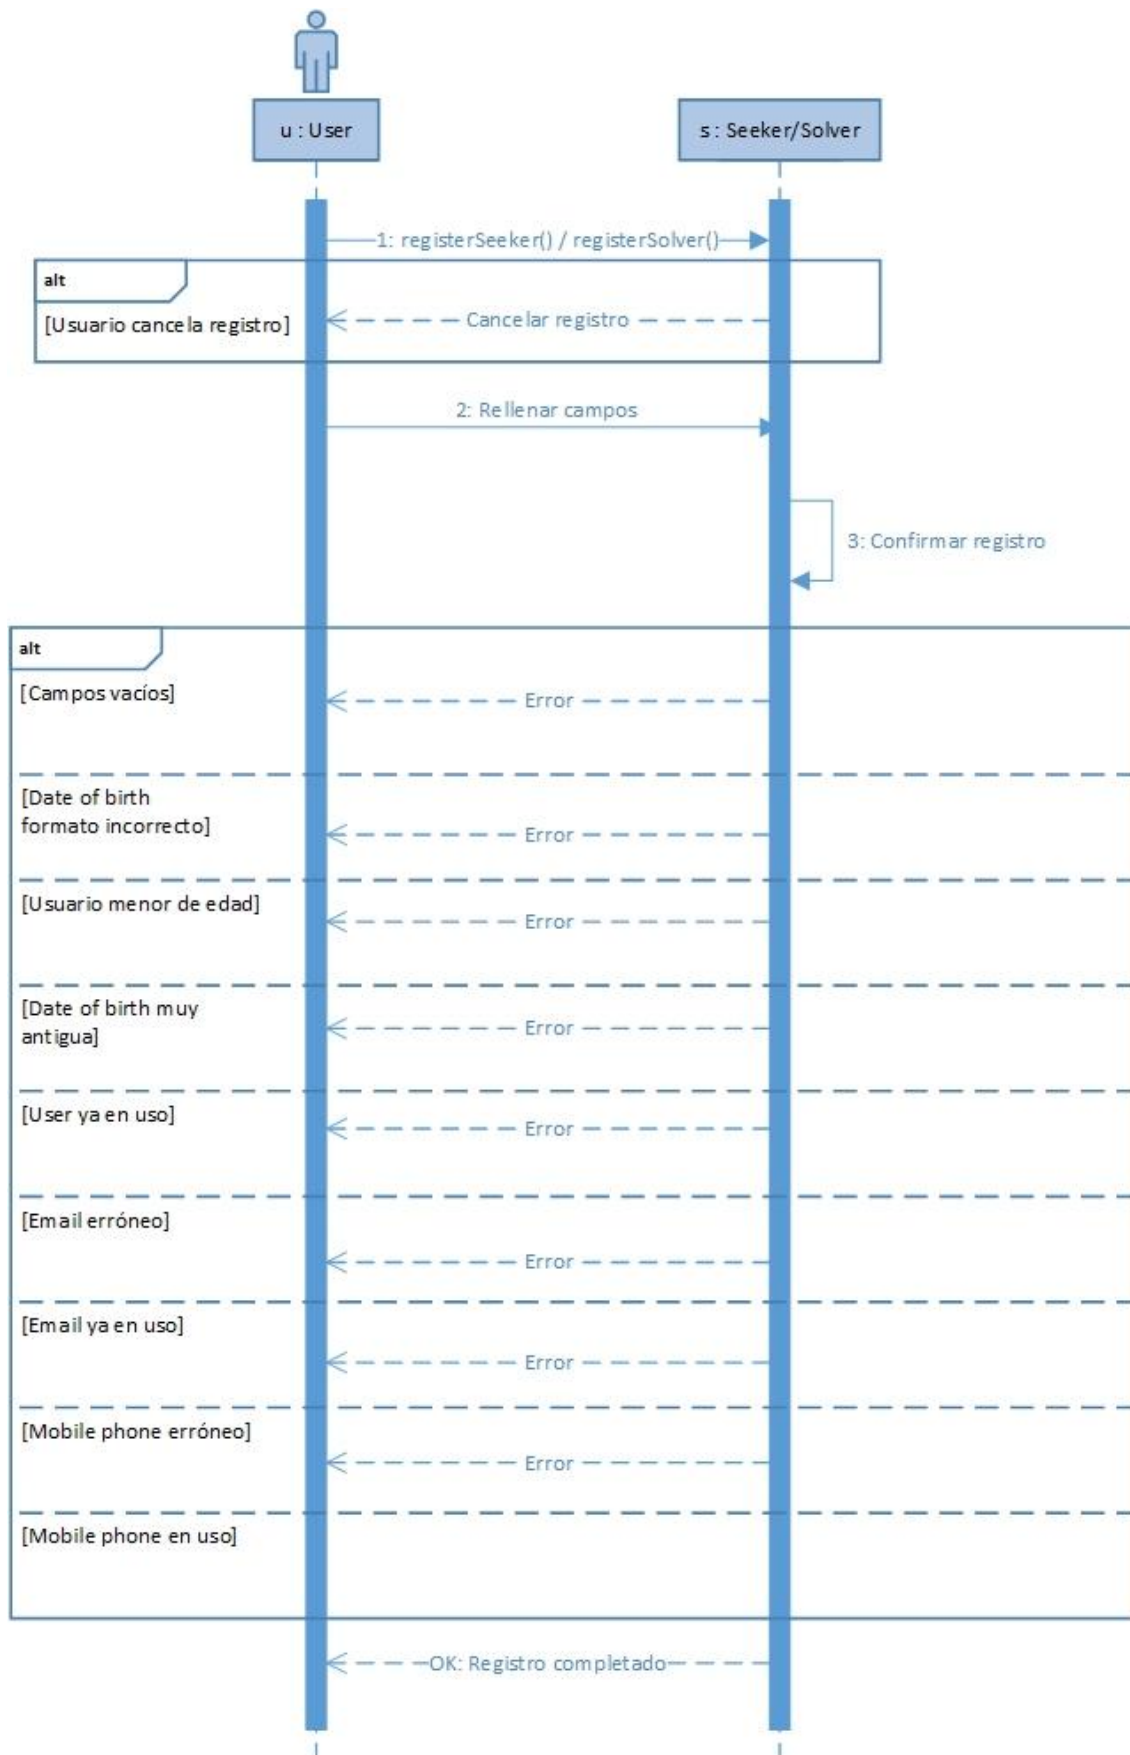 u : User
s : Seeker/Solver
1: registerSeeker() / registerSolver()
alt
[Usuario cancela registro]
Cancelar registro
2: Rellenar campos
3: Confirmar registro
alt
[Campos vacíos]
Error
[Date of birth
formato incorrecto]
Error
[Usuario menor de edad]
Error
[Date of birth muy
antigua]
Error
[User ya en uso]
Error
[Email erróneo]
Error
[Email ya en uso]
Error
[Mobile phone erróneo]
Error
[Mobile phone en uso]
OK: Registro completado